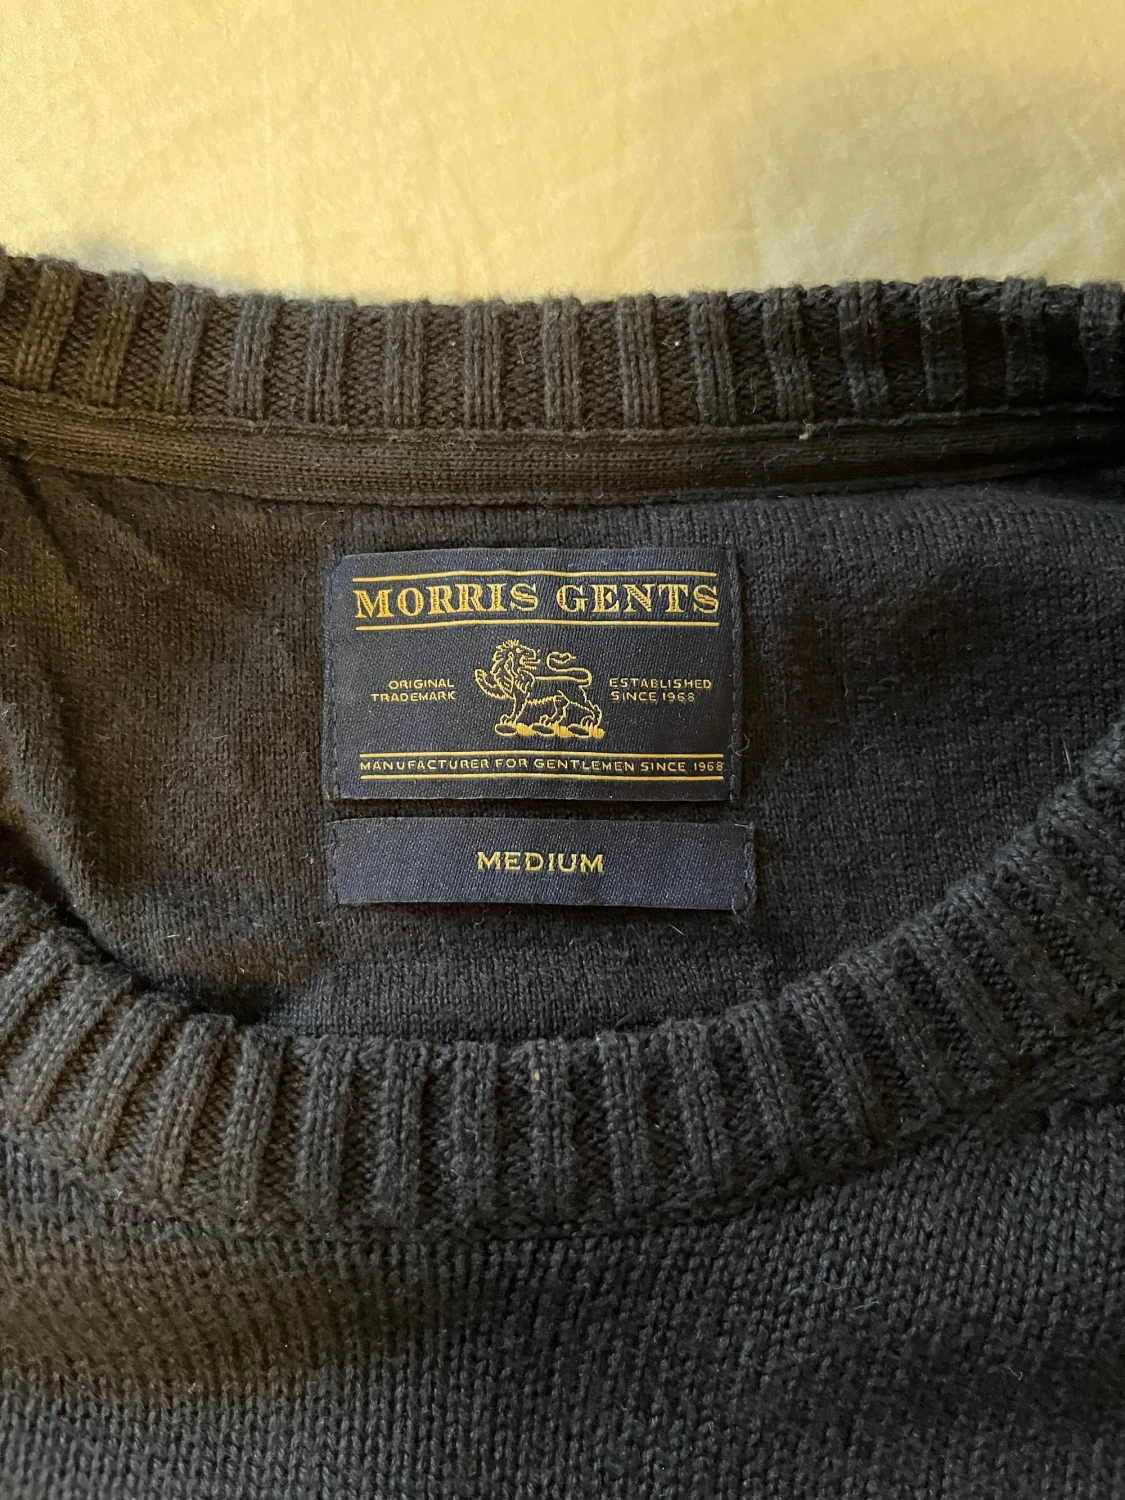 MORRIS GENTS
ORIGINAL
TRADEMARK
ESTABLISHED
SINCE 1968
MANUFACTURER FOR GENTLEMEN SINCE 1968
MEDIUM